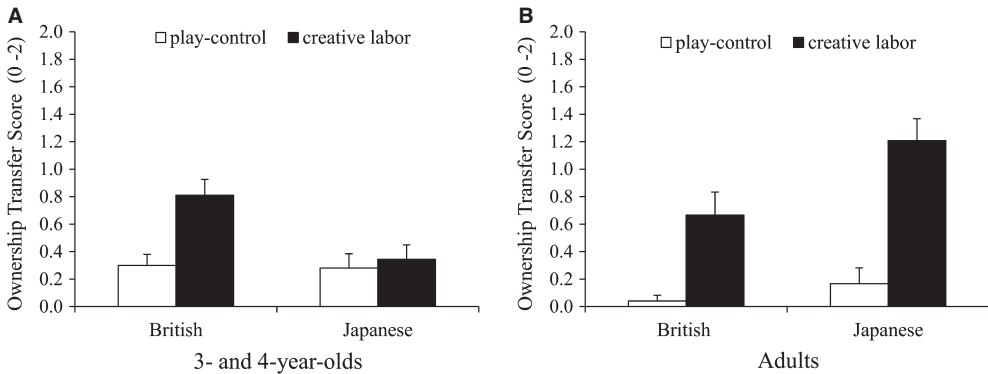 A
Ownership Transfer Score (0 -2)
play-control creative labor
2.0
1.8
1.6
1.4
1.2
1.0
0.8
0.6
0.4
0.2
0.0
British Japanese
3- and 4-year-olds
B
Ownership Transfer Score (0 -2)
play-control creative labor
2.0
1.8
1.6
1.4
1.2
1.0
0.8
0.6
0.4
0.2
0.0
British Japanese
Adults